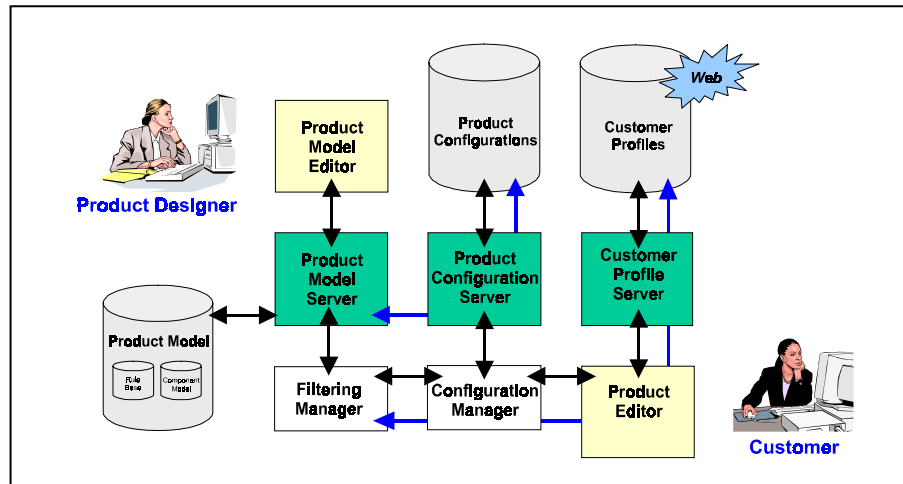 Web
Product
Configurations
Customer
Profiles
Product
Model
Editor
Product Designer
Product
Model
Server
Product
Configuration
Server
Customer
Profile
Server
Product Model
Rule
Base
Component
Model
Filtering
Manager
Configuration
Manager
Product
Editor
Customer